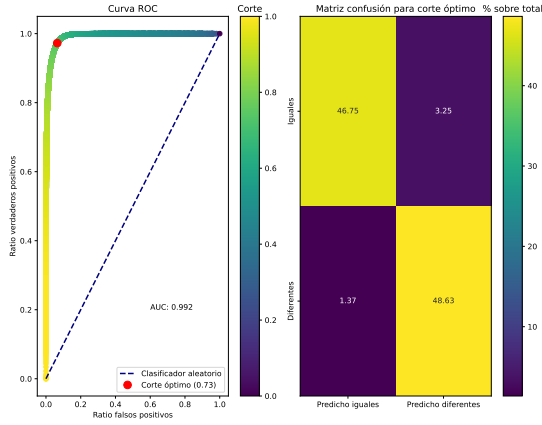 Curva ROC
Corte
Matriz confusión para corte óptimo
% sobre total
Ratio verdaderos positivos
1.0
0.8
0.6
0.4
0.2
0.0
AUC: 0.992
Clasificador aleatorio
Corte óptimo (0.73)
0.0 0.2 0.4 0.6 0.8 1.0
Ratio falsos positivos
1.0
0.8
0.6
0.4
0.2
0.0
Iguales
Diferentes
46.75 3.25
1.37 48.63
Predicho iguales Predicho diferentes
40
30
20
10